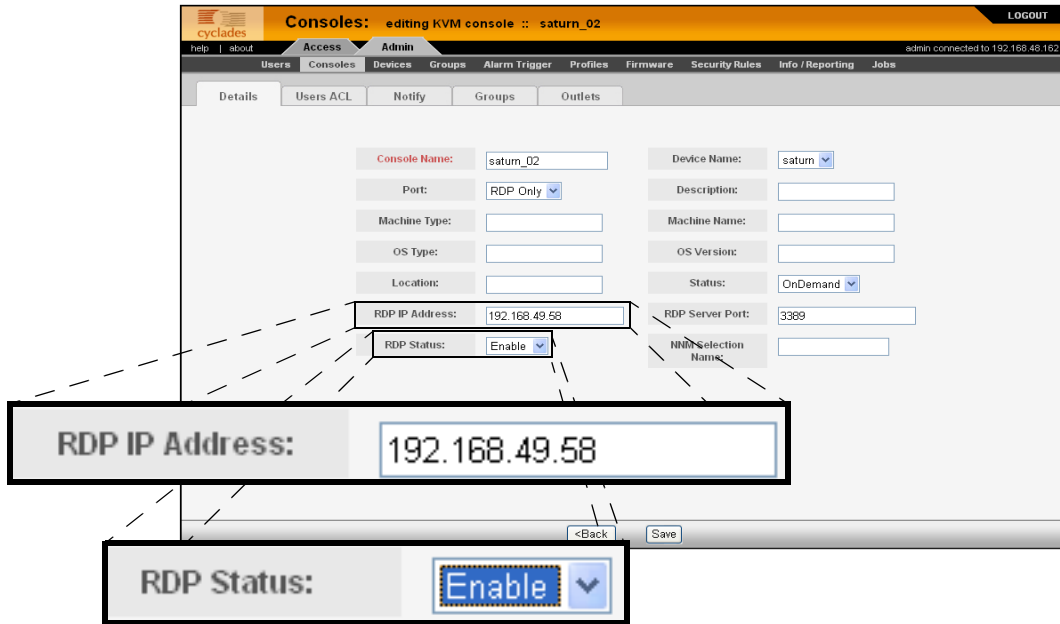 cyclades
Consoles: editing KVM console :: saturn_02
LOGOUT
help | about
Access Admin
admin connected to 192.168.48.162
Users Consoles Devices Groups Alarm Trigger Profiles Firmware Security Rules Info / Reporting Jobs
Details Users ACL Notify Groups Outlets
Console Name: saturn_02 Device Name: saturn
Port: RDP Only Description:
Machine Type: Machine Name:
OS Type: OS Version:
Location: Status: OnDemand
RDP IP Address: 192.168.49.58 RDP Server Port: 3389
RDP Status: Enable NNM Selection
Name:
RDP IP Address: 192.168.49.58
<Back Save
RDP Status: Enable